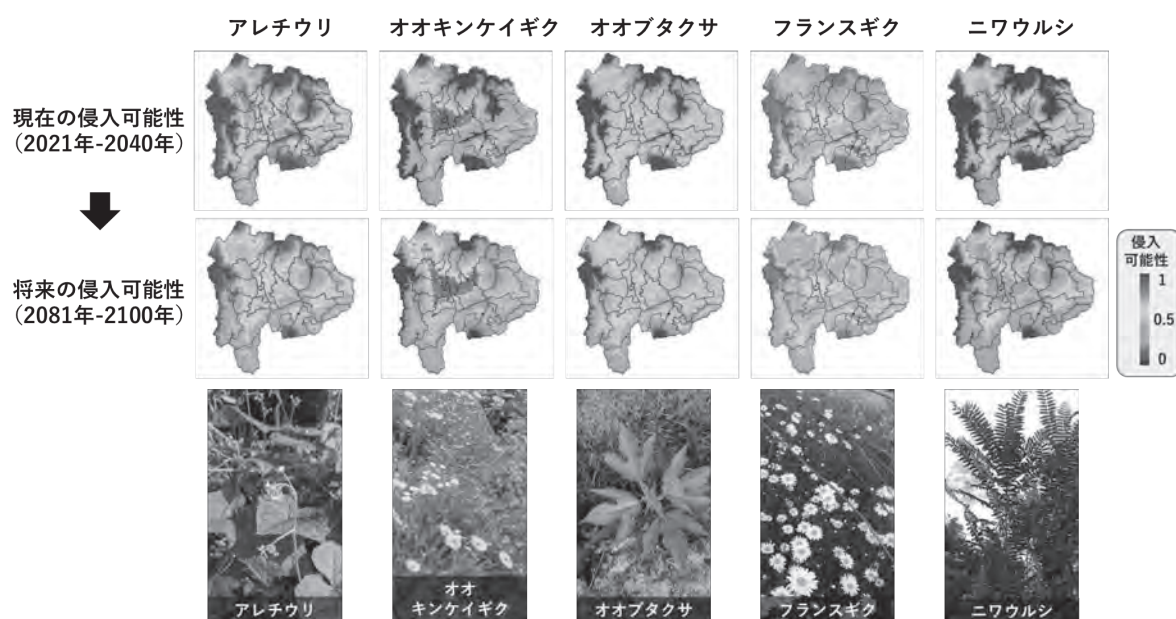 アレチウリ
オオキンケイギク
オオブタクサ
フランスギク
ニワウルシ
現在の侵入可能性
（2021年-2040年）
将来の侵入可能性
（2081年-2100年）
侵入
可能性
1
0.5
0
アレチウリ
オオ
キンケイギク
オオブタクサ
フランスギク
ニワウルシ